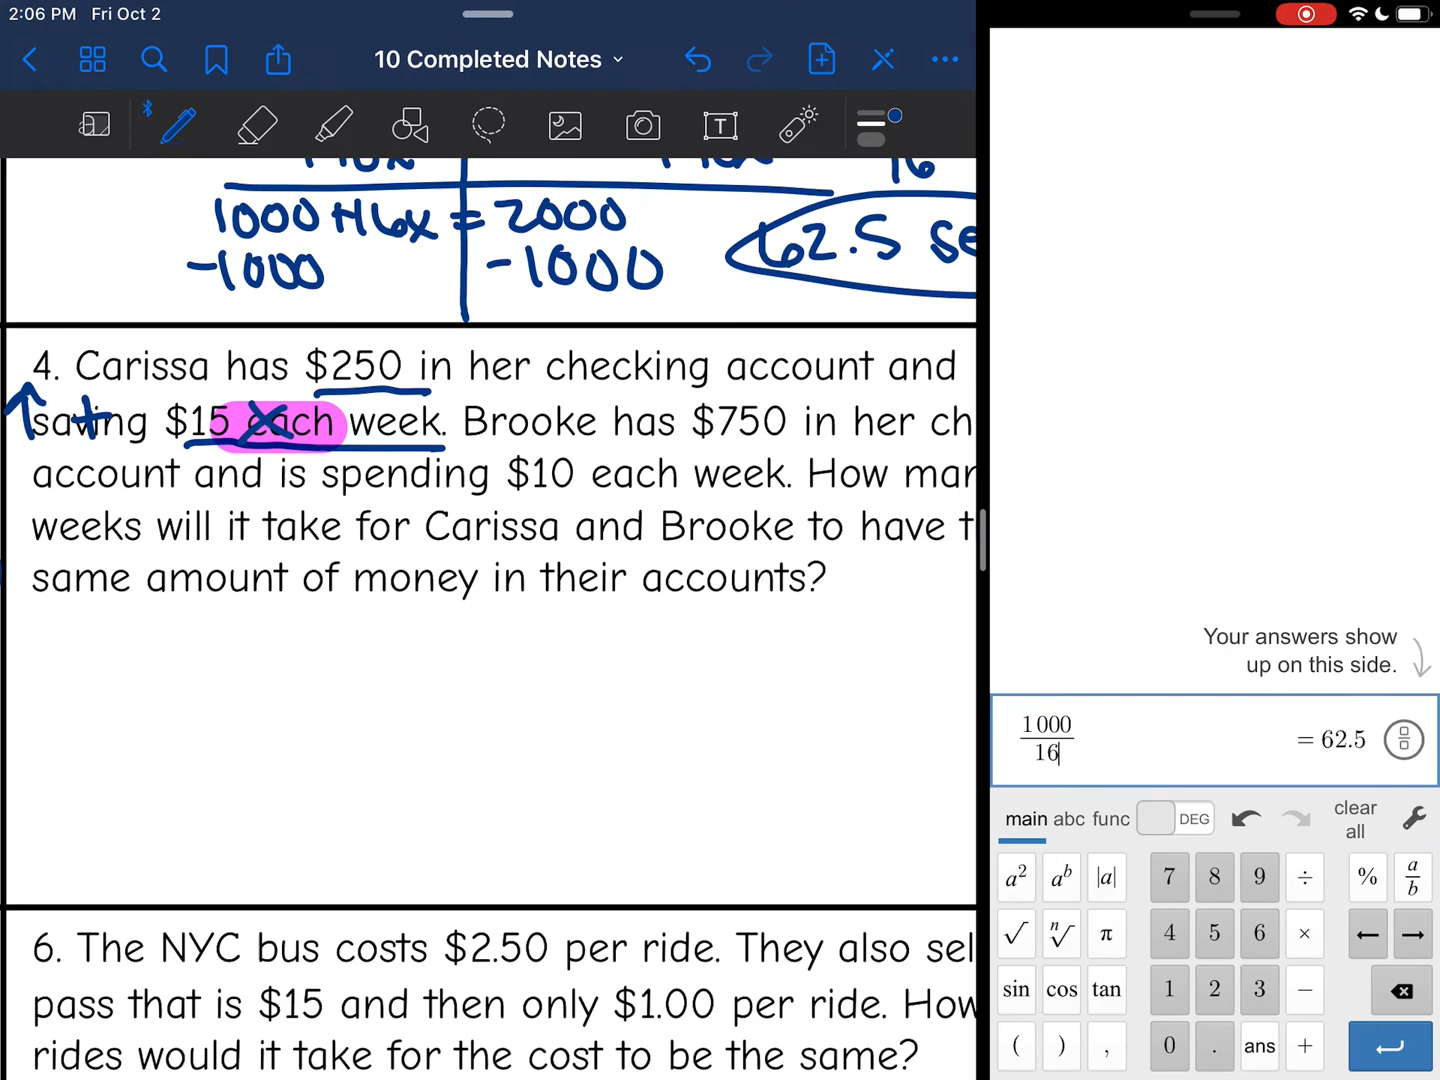 2:06 PM Fri Oct 2
10 Completed Notes
T
16
1000 + 16x = 2000
-1000 -1000
62.5 se
4. Carissa has $250 in her checking account and
+ x
saving $15 each week. Brooke has $750 in her ch
account and is spending $10 each week. How mar
weeks will it take for Carissa and Brooke to have t
same amount of money in their accounts?
6. The NYC bus costs $2.50 per ride. They also sel
pass that is $15 and then only $1.00 per ride. How
rides would it take for the cost to be the same?
Your answers show
up on this side.
1000
16 = 62.5
main abc func DEG clear
all
a² aᵇ |a| 7 8 9 ÷ % a/b
√ ⁿ√ π 4 5 6 × ← →
sin cos tan 1 2 3 −
( ) , 0 . ans +